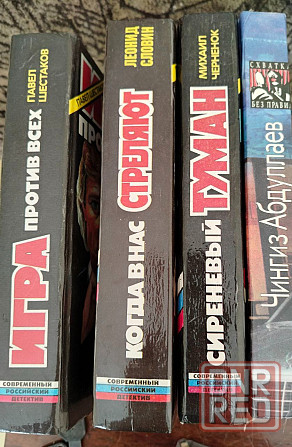 ПАВЕЛ
ШЕСТАКОВ
ИГРА ПРОТИВ ВСЕХ
СОВРЕМЕННЫЙ
РОССИЙСКИЙ
ДЕТЕКТИВ
ЛЕОНИД
СЛОВИН
КОГДА В НАС СТРЕЛЯЮТ
СОВРЕМЕННЫЙ
РОССИЙСКИЙ
ДЕТЕКТИВ
МИХАИЛ
ЧЕРНЕНОК
СИРЕНЕВЫЙ ТУМАН
СОВРЕМЕННЫЙ
РОССИЙСКИЙ
ДЕТЕКТИВ
СХВАТКА
БЕЗ ПРАВИЛ
Чингиз Абдуллаев